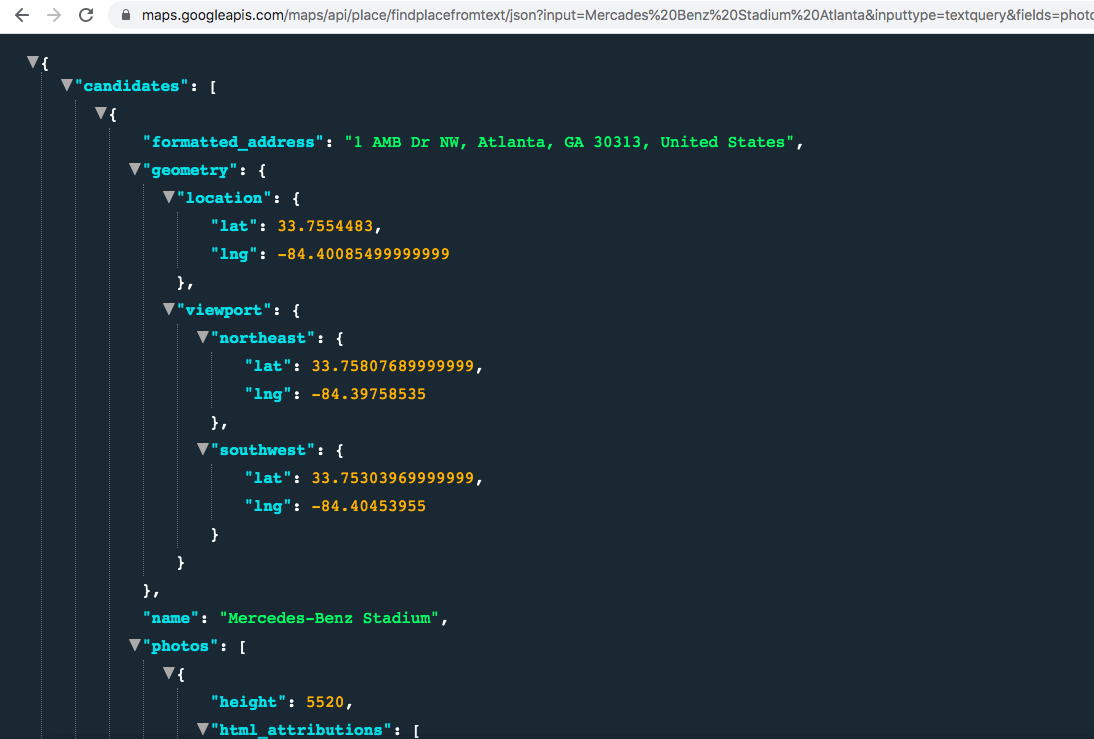 maps.googleapis.com/maps/api/place/findplacefromtext/json?input=Mercades%20Benz%20Stadium%20Atlanta&inputtype=textquery&fields=photo
{
"candidates": [
{
"formatted_address": "1 AMB Dr NW, Atlanta, GA 30313, United States",
"geometry": {
"location": {
"lat": 33.7554483,
"lng": -84.40085499999999
},
"viewport": {
"northeast": {
"lat": 33.75807689999999,
"lng": -84.39758535
},
"southwest": {
"lat": 33.75303969999999,
"lng": -84.40453955
}
}
},
"name": "Mercedes-Benz Stadium",
"photos": [
{
"height": 5520,
"html_attributions": [